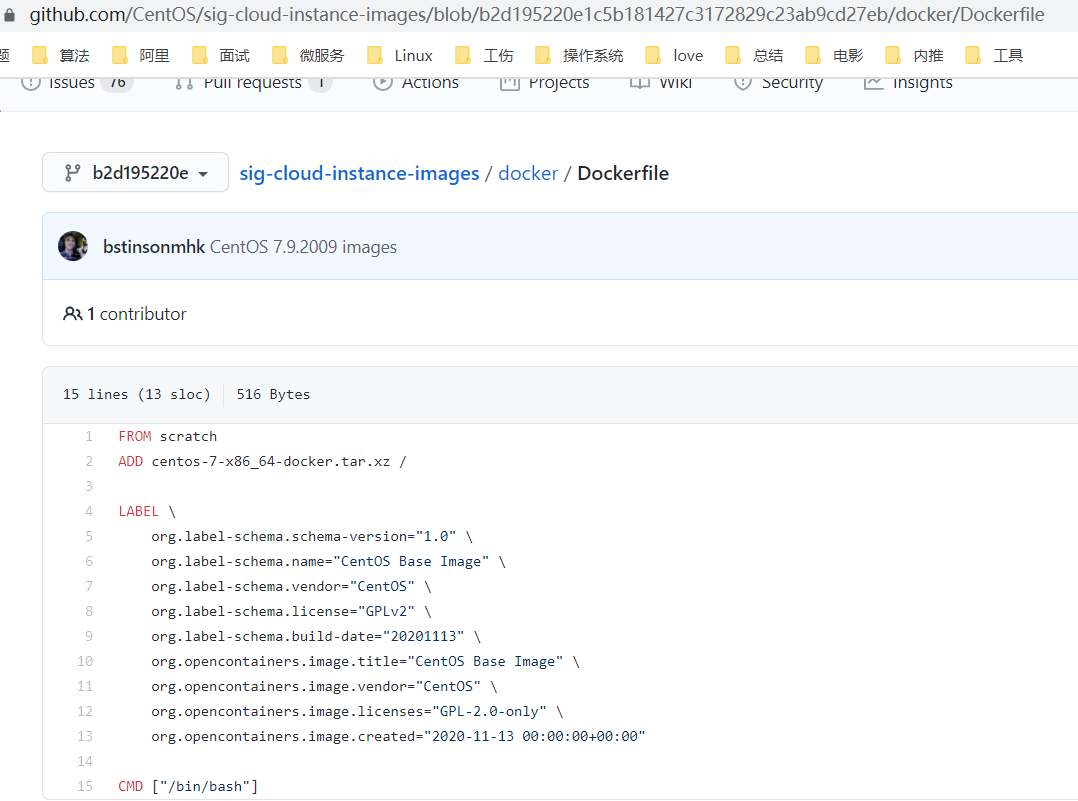 github.com/CentOS/sig-cloud-instance-images/blob/b2d195220e1c5b181427c3172829c23ab9cd27eb/docker/Dockerfile
题 算法 阿里 面试 微服务 Linux 工伤 操作系统 love 总结 电影 内推 工具
Issues 76 Pull requests 1 Actions Projects Wiki Security Insights
b2d195220e sig-cloud-instance-images / docker / Dockerfile
bstinsonmhk CentOS 7.9.2009 images
1 contributor
15 lines (13 sloc) 516 Bytes
1 FROM scratch
2 ADD centos-7-x86_64-docker.tar.xz /
3
4 LABEL \
5 org.label-schema.schema-version="1.0" \
6 org.label-schema.name="CentOS Base Image" \
7 org.label-schema.vendor="CentOS" \
8 org.label-schema.license="GPLv2" \
9 org.label-schema.build-date="20201113" \
10 org.opencontainers.image.title="CentOS Base Image" \
11 org.opencontainers.image.vendor="CentOS" \
12 org.opencontainers.image.licenses="GPL-2.0-only" \
13 org.opencontainers.image.created="2020-11-13 00:00:00+00:00"
14
15 CMD ["/bin/bash"]